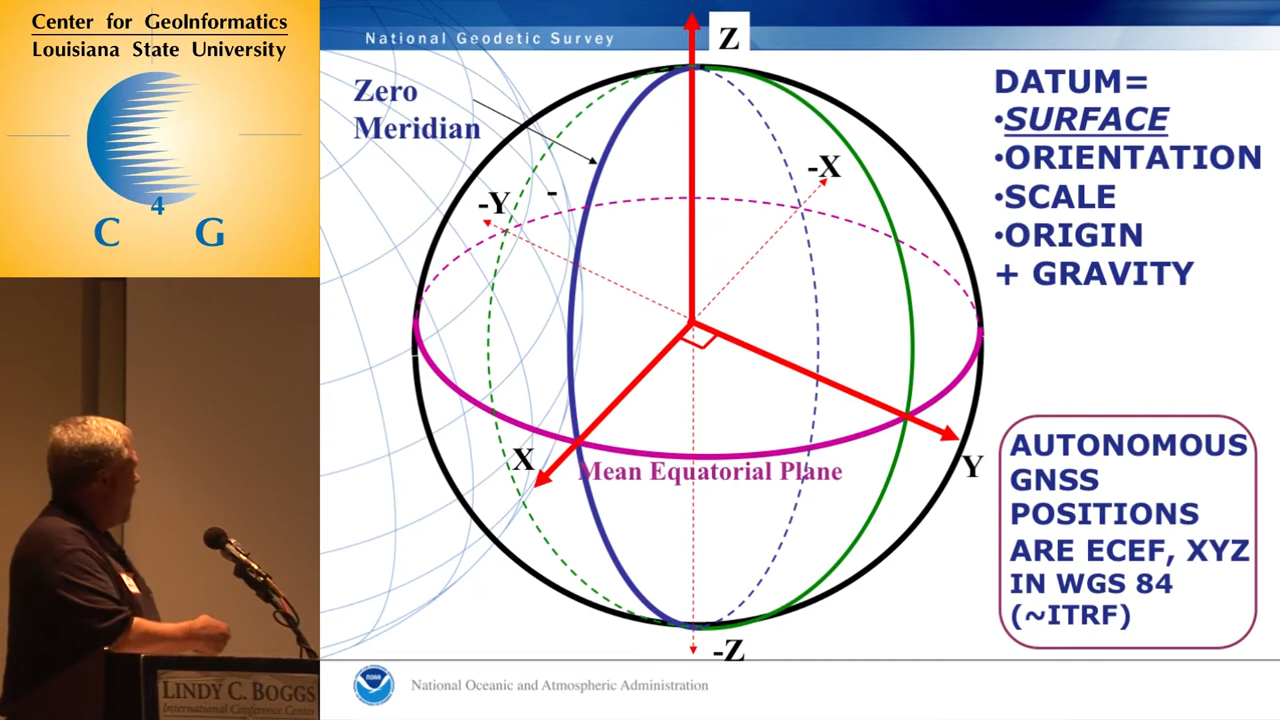 Center for GeoInformatics
Louisiana State University
C 4 G
LINDY C. BOGGS
International Conference Center
National Geodetic Survey
Z
Zero
Meridian
-X
-Y
-
X
Y
Mean Equatorial Plane
-Z
DATUM=
•SURFACE
•ORIENTATION
•SCALE
•ORIGIN
+ GRAVITY
AUTONOMOUS
GNSS
POSITIONS
ARE ECEF, XYZ
IN WGS 84
(~ITRF)
NOAA
National Oceanic and Atmospheric Administration